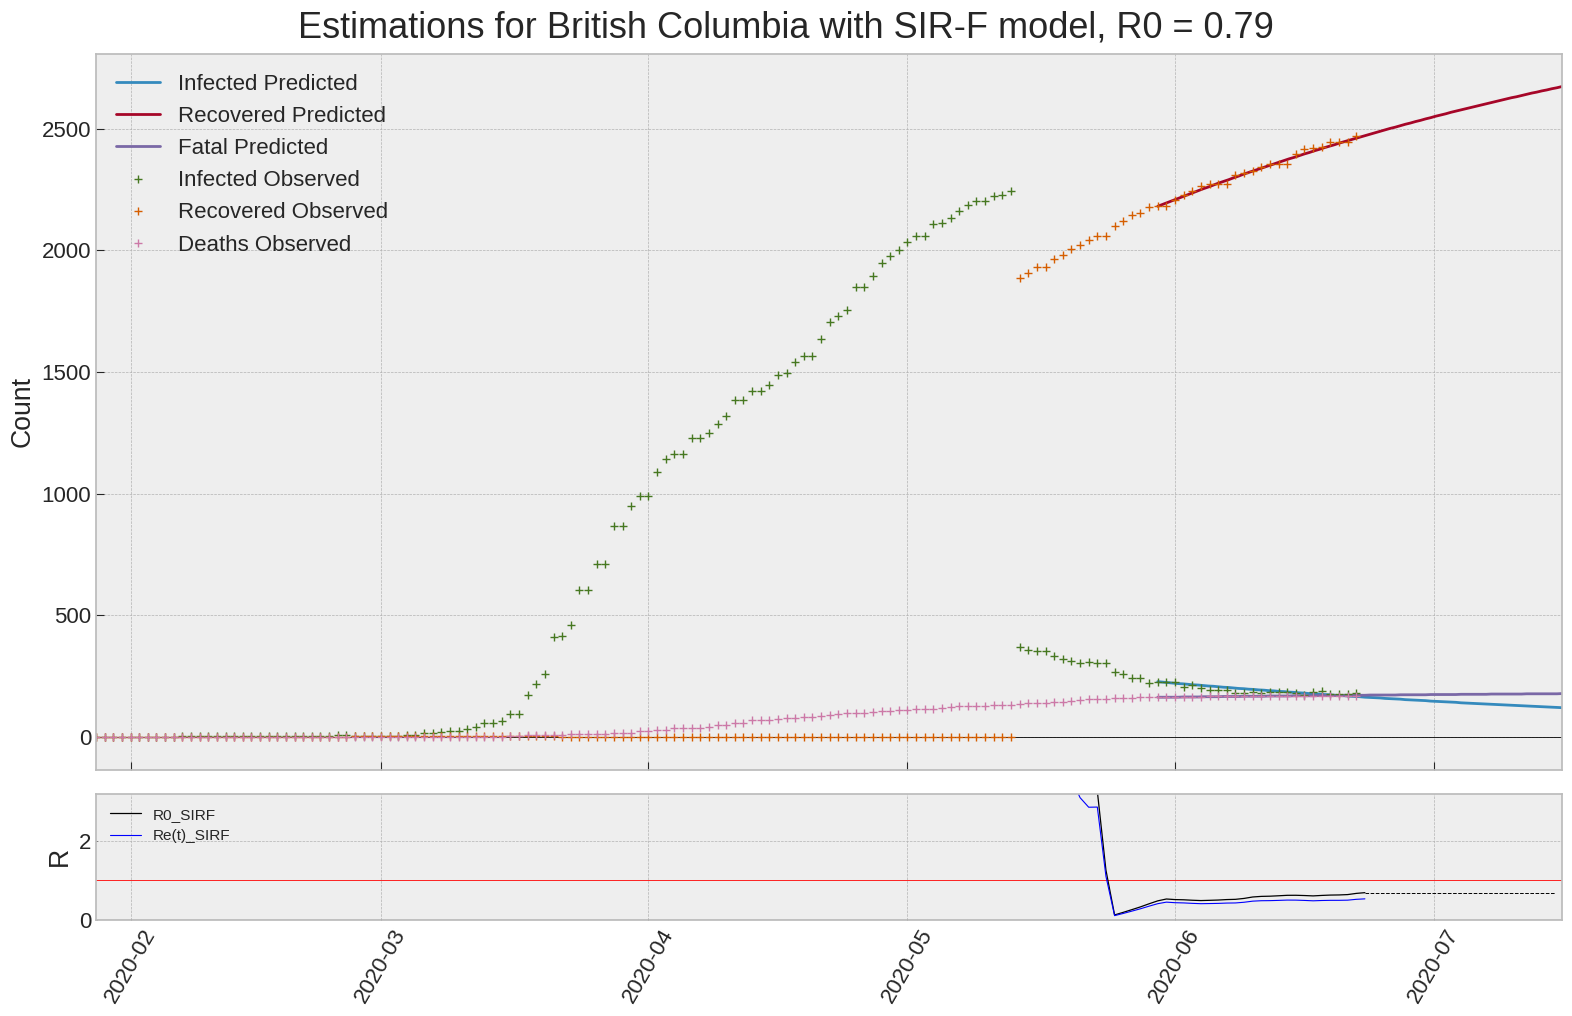 Estimations for British Columbia with SIR-F model, R0 = 0.79
Infected Predicted
Recovered Predicted
Fatal Predicted
Infected Observed
Recovered Observed
Deaths Observed
2500
2000
1500
1000
500
0
Count
R0_SIRF
Re(t)_SIRF
2
0
R
2020-02
2020-03
2020-04
2020-05
2020-06
2020-07